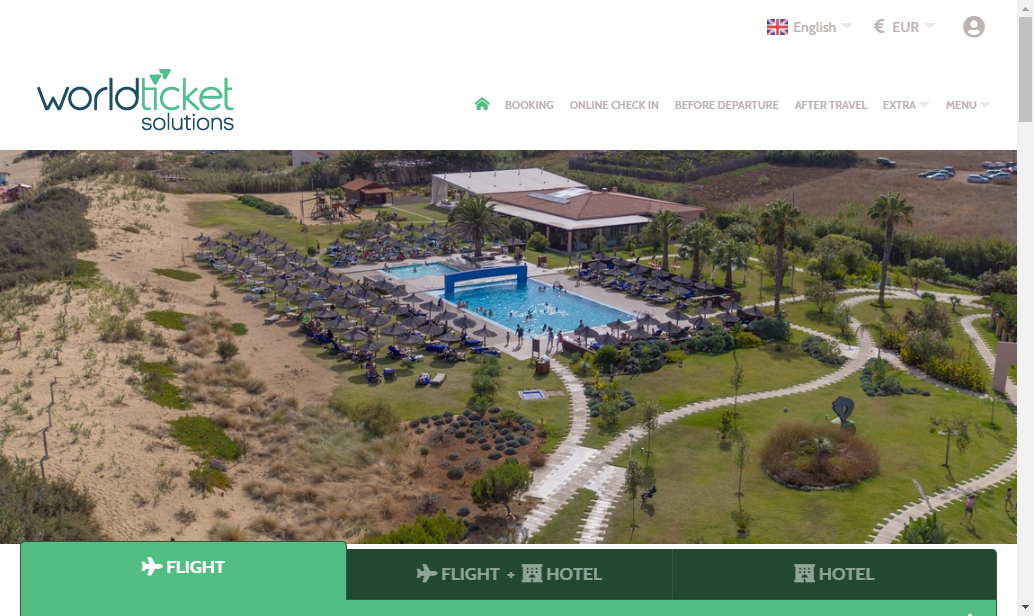 English € EUR
worldticket
solutions
BOOKING ONLINE CHECK IN BEFORE DEPARTURE AFTER TRAVEL EXTRA MENU
FLIGHT FLIGHT + HOTEL HOTEL